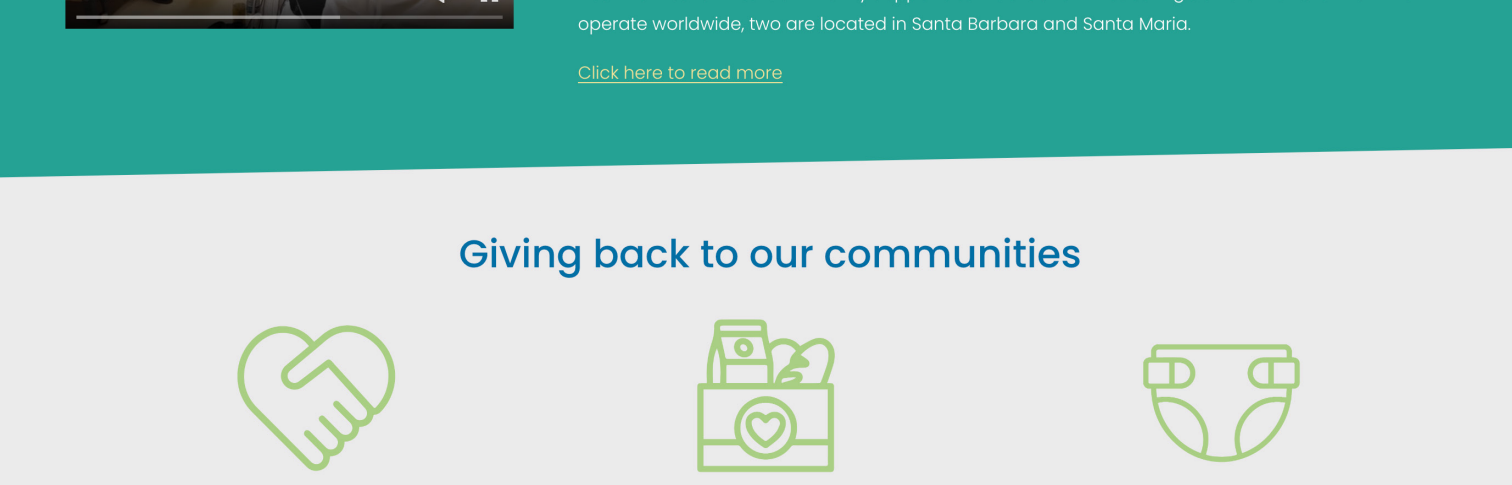 operate worldwide, two are located in Santa Barbara and Santa Maria.
Click here to read more
Giving back to our communities